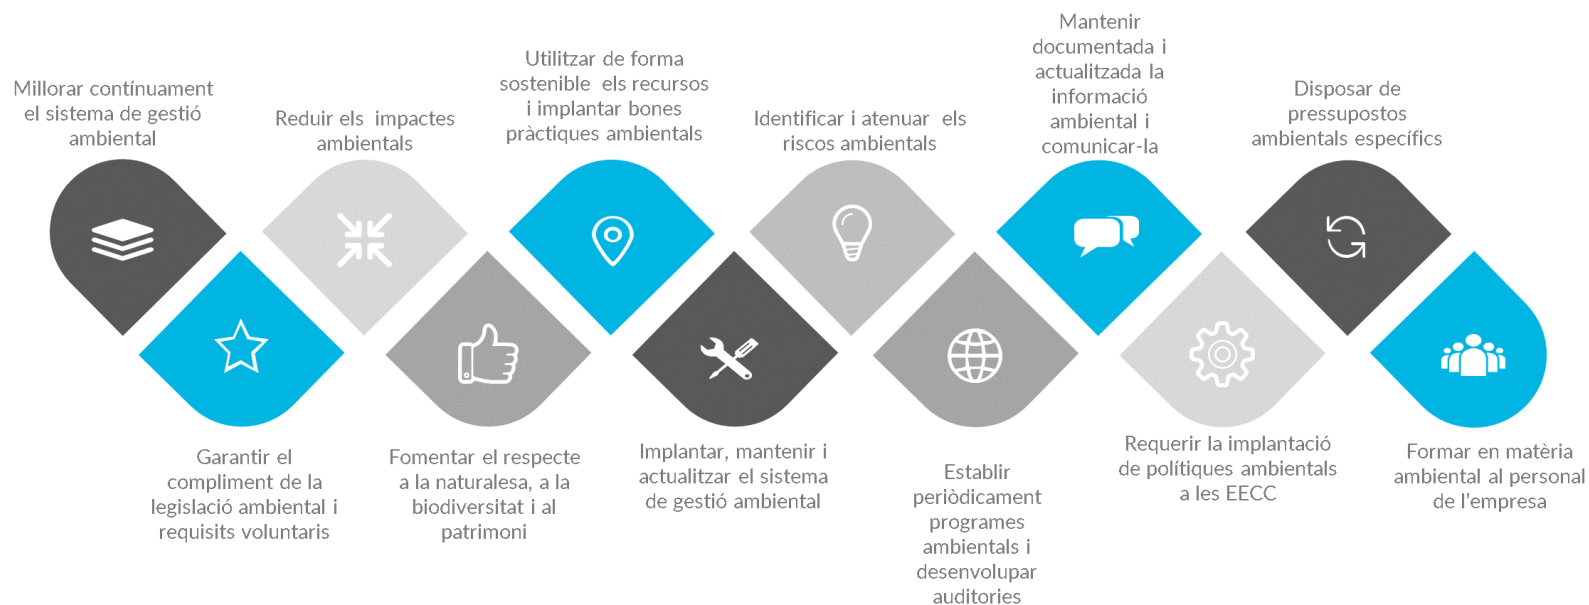 Millorar contínuament
el sistema de gestió
ambiental
Garantir el
compliment de la
legislació ambiental i
requisits voluntaris
Reduir els impactes
ambientals
Fomentar el respecte
a la naturalesa, a la
biodiversitat i al
patrimoni
Utilitzar de forma
sostenible els recursos
i implantar bones
pràctiques ambientals
Implantar, mantenir i
actualitzar el sistema
de gestió ambiental
Identificar i atenuar els
riscos ambientals
Establir
periòdicament
programes
ambientals i
desenvolupar
auditories
Mantenir
documentada i
actualitzada la
informació
ambiental i
comunicar-la
Requerir la implantació
de polítiques ambientals
a les EECC
Disposar de
pressupostos
ambientals específics
Formar en matèria
ambiental al personal
de l'empresa